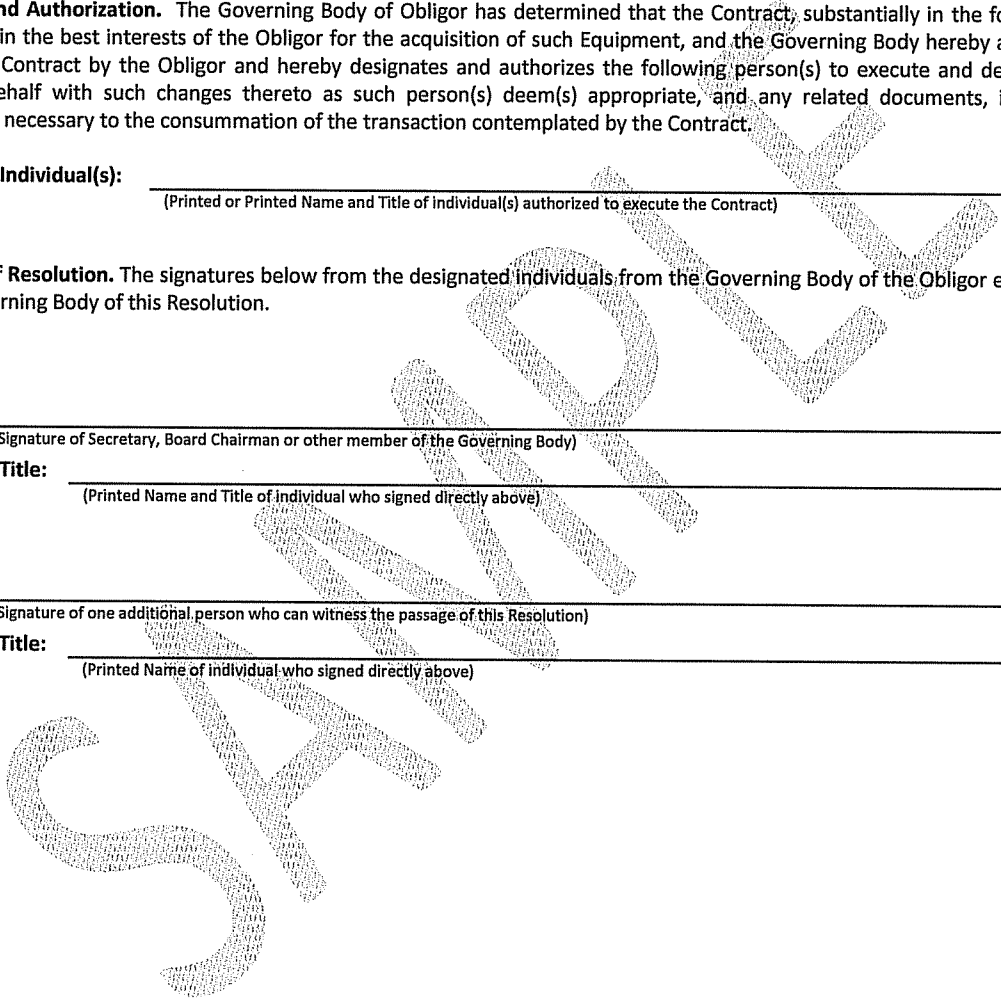 nd Authorization. The Governing Body of Obligor has determined that the Contract, substantially in the fo
in the best interests of the Obligor for the acquisition of such Equipment, and the Governing Body hereby a
Contract by the Obligor and hereby designates and authorizes the following person(s) to execute and de
ehalf with such changes thereto as such person(s) deem(s) appropriate, and any related documents, i
necessary to the consummation of the transaction contemplated by the Contract.
Individual(s):
(Printed or Printed Name and Title of individual(s) authorized to execute the Contract)
f Resolution. The signatures below from the designated individuals from the Governing Body of the Obligor e
rning Body of this Resolution.
Signature of Secretary, Board Chairman or other member of the Governing Body)
Title:
(Printed Name and Title of individual who signed directly above)
Signature of one additional person who can witness the passage of this Resolution)
Title:
(Printed Name of individual who signed directly above)
SAMPLE